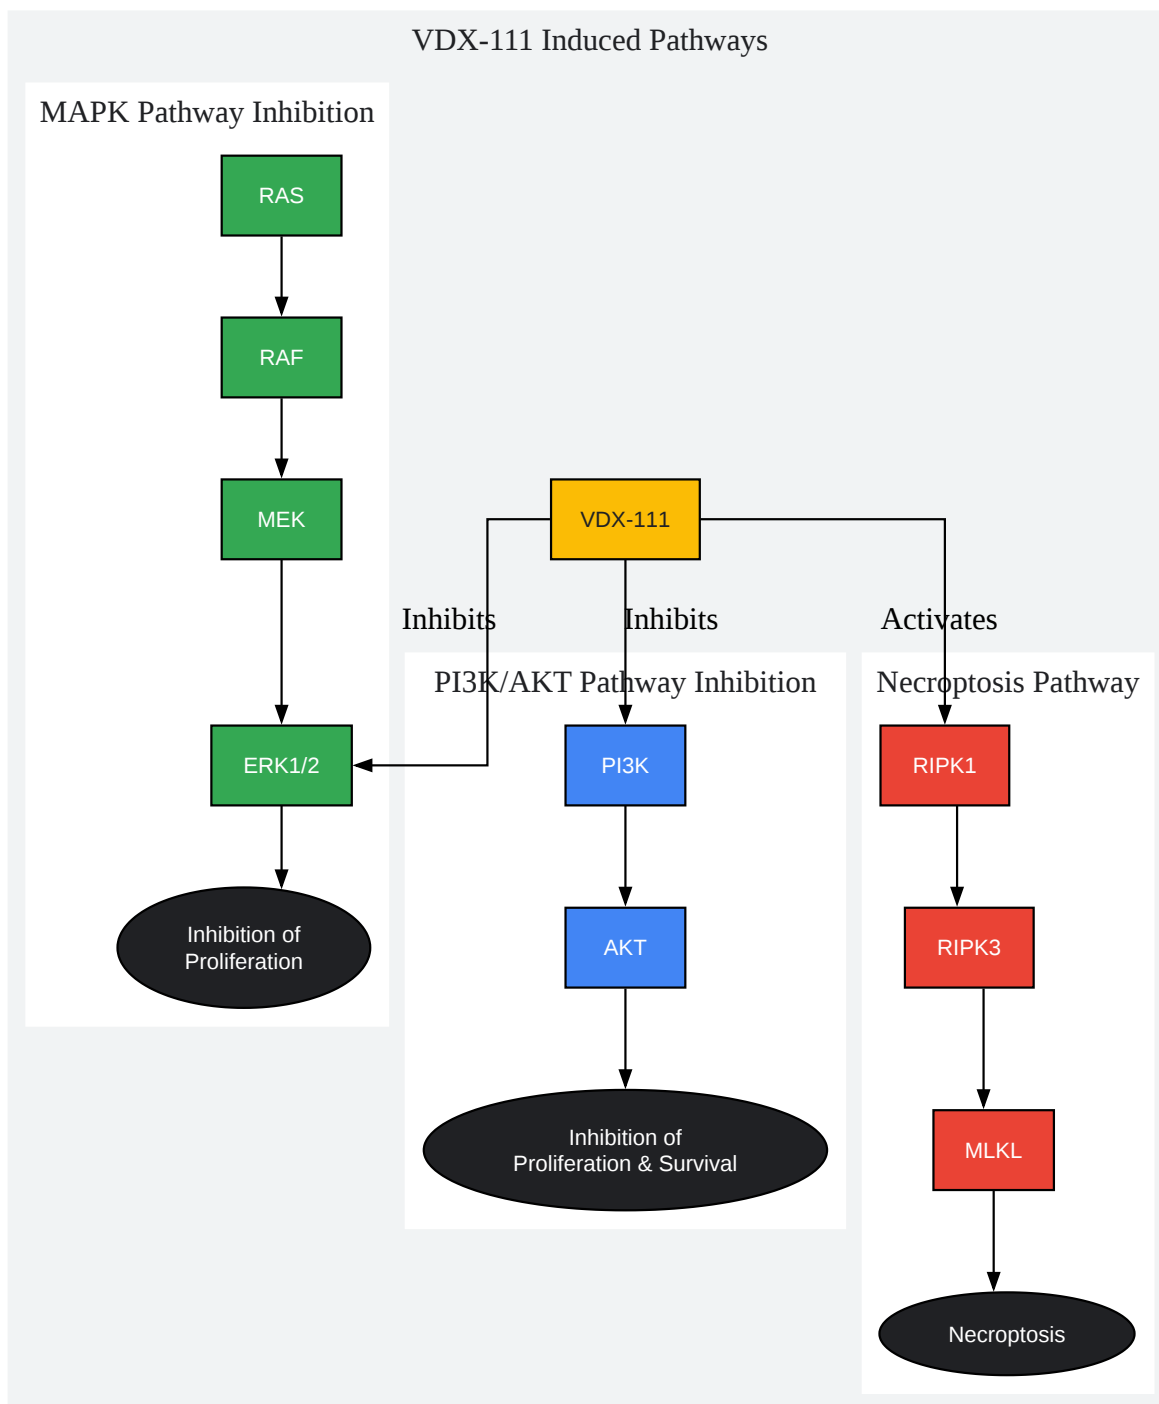 VDX-111 Induced Pathways
MAPK Pathway Inhibition
RAS
RAF
MEK
VDX-111
Inhibits
Inhibits
Activates
PI3K/AKT Pathway Inhibition
Necroptosis Pathway
ERK1/2
PI3K
RIPK1
Inhibition of
Proliferation
AKT
RIPK3
Inhibition of
Proliferation & Survival
MLKL
Necroptosis